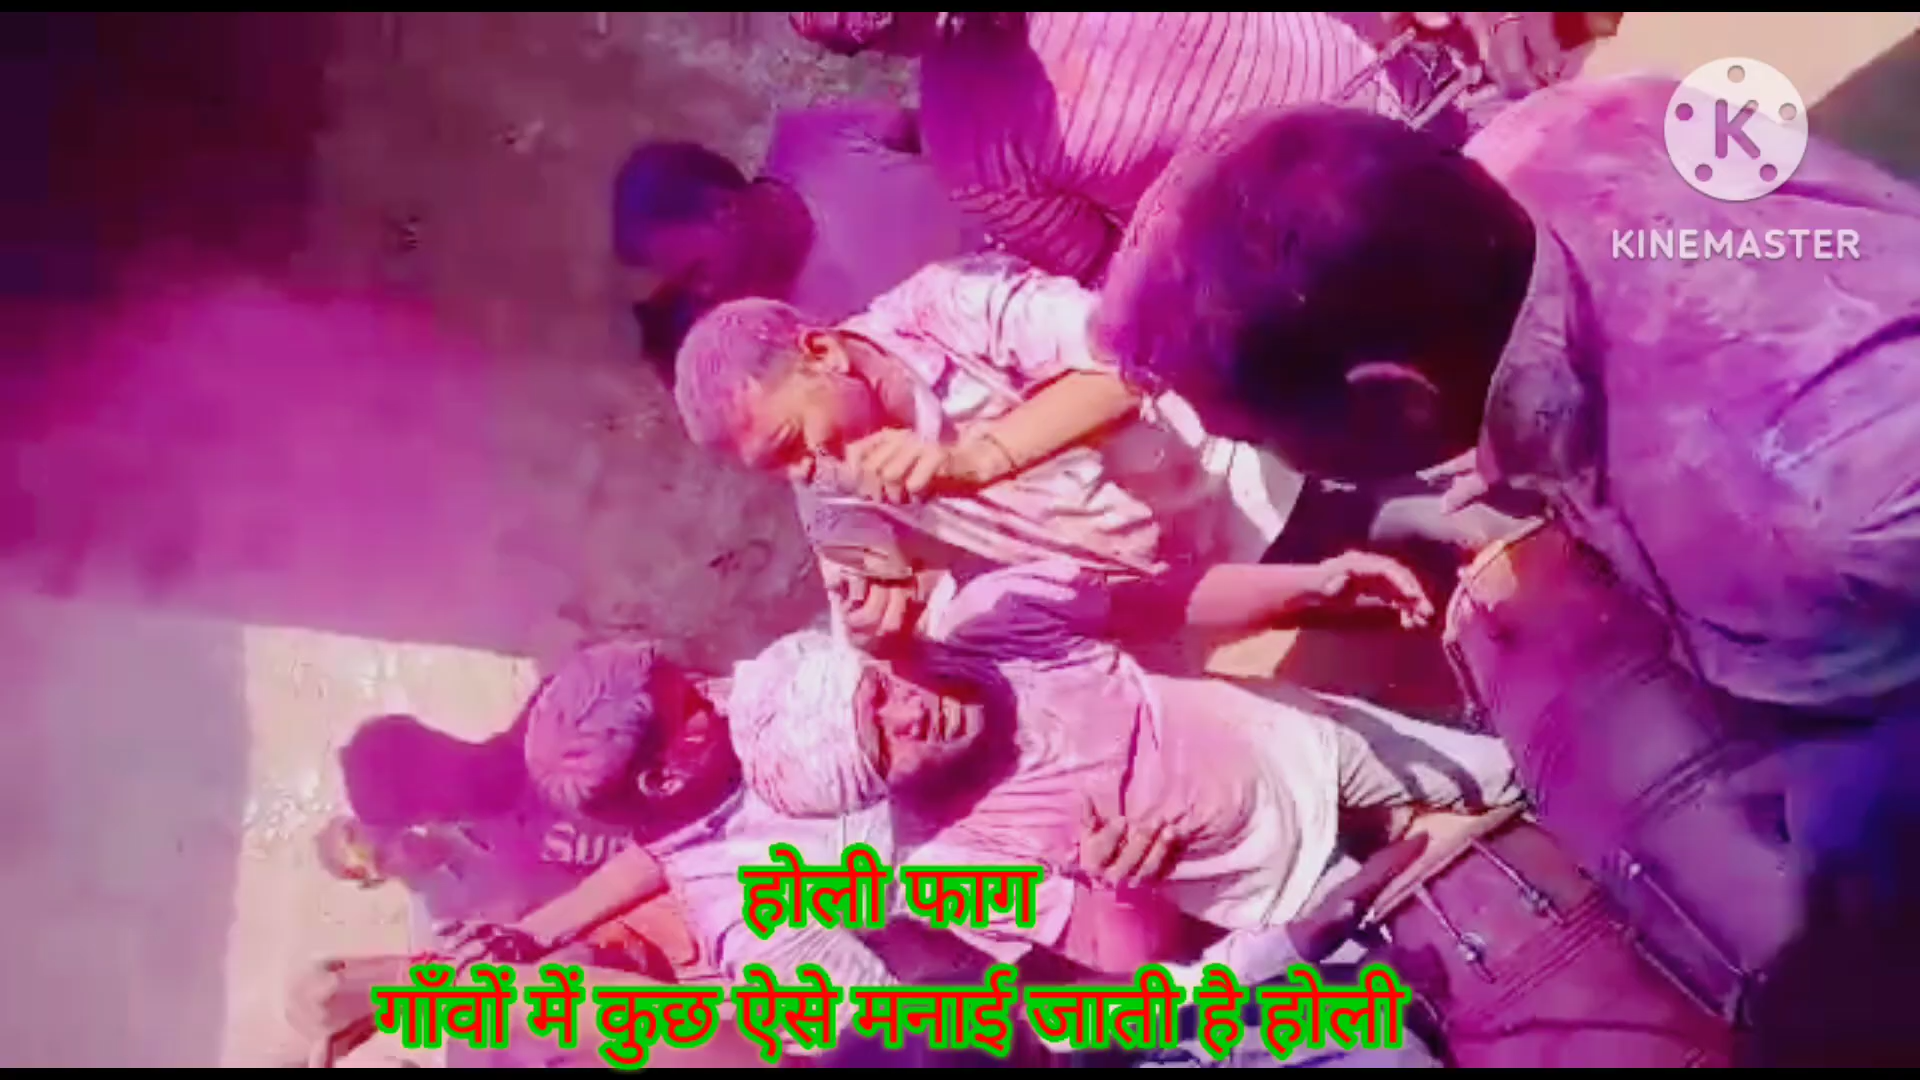 K
KINEMASTER
होली फाग
गाँवों में कुछ ऐसे मनाई जाती है होली